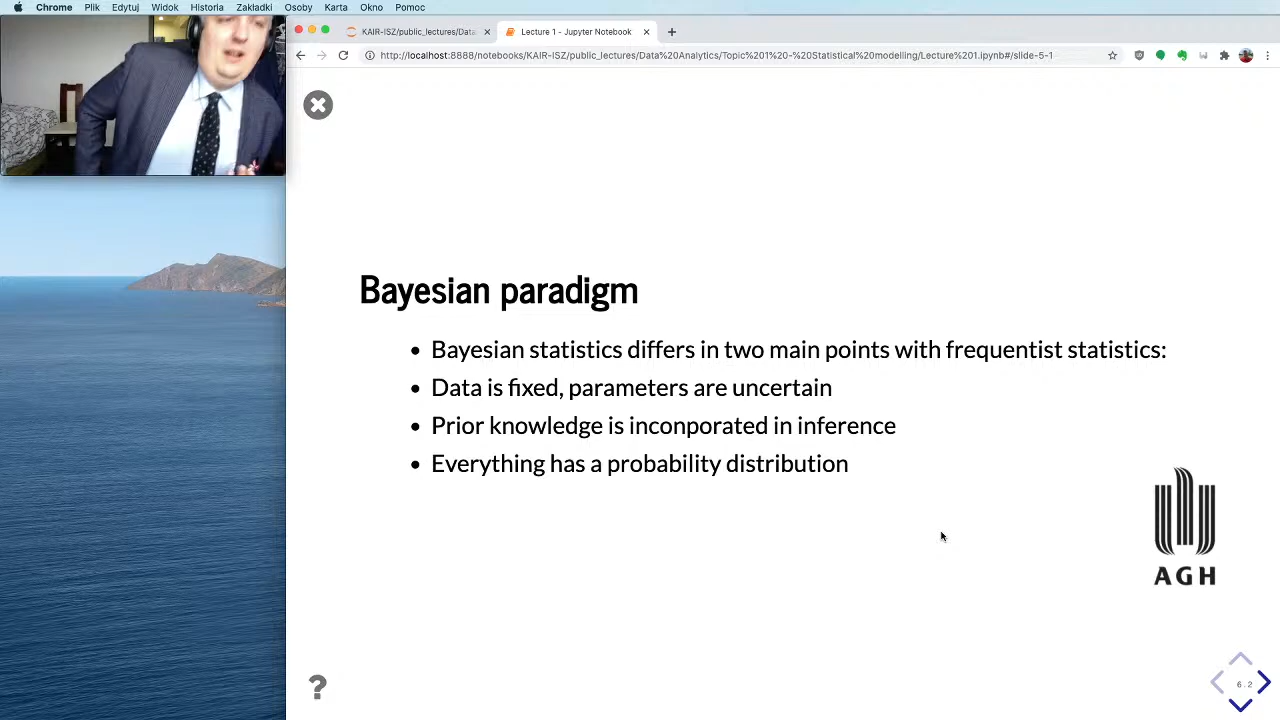 Chrome Plik Edytuj Widok Historia Zakładki Osoby Karta Okno Pomoc
KAIR-ISZ/public_lectures/Data
Lecture 1 - Jupyter Notebook
http://localhost:8888/notebooks/KAIR-ISZ/public_lectures/Data%20Analytics/Topic%201%20-%20Statistical%20modelling/Lecture%201.ipynb#/slide-5-1
Bayesian paradigm
Bayesian statistics differs in two main points with frequentist statistics:
Data is fixed, parameters are uncertain
Prior knowledge is inconporated in inference
Everything has a probability distribution
AGH
?
6.2